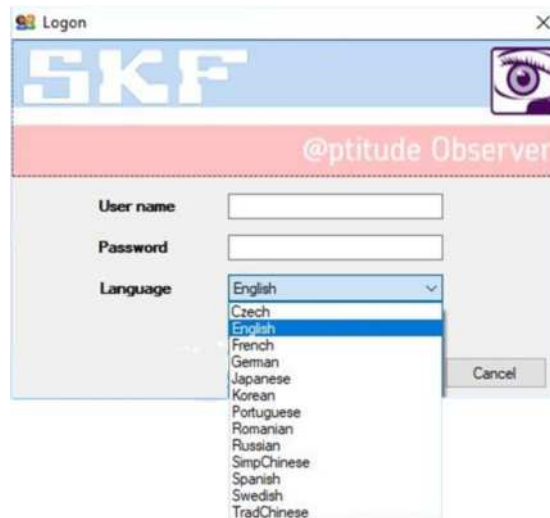 Logon
SKF
@ptitude Observer
User name
Password
Language English
Czech
English
French
German
Japanese
Cancel
Korean
Portuguese
Romanian
Russian
SimpChinese
Spanish
Swedish
TradChinese